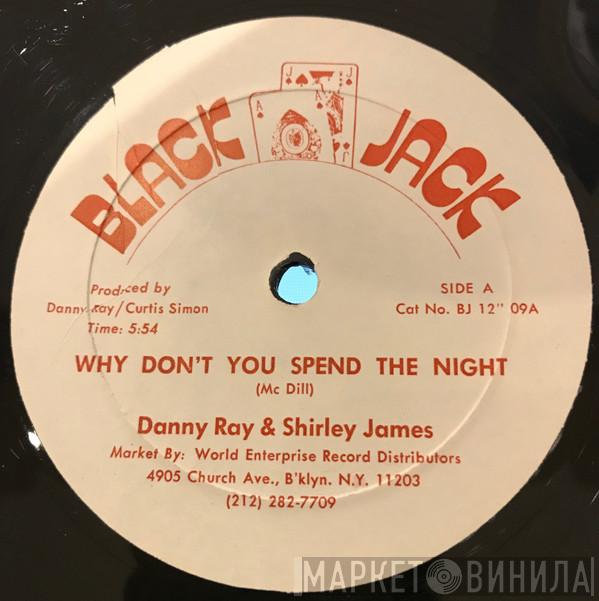 BLACK JACK
Produced by
Danny Ray/Curtis Simon
Time: 5:54
SIDE A
Cat No. BJ 12" 09A
WHY DON'T YOU SPEND THE NIGHT
(Mc Dill)
Danny Ray & Shirley James
Market By: World Enterprise Record Distributors
4905 Church Ave., B'klyn. N.Y. 11203
(212) 282-7709
МАРКЕТ ВИНИЛА